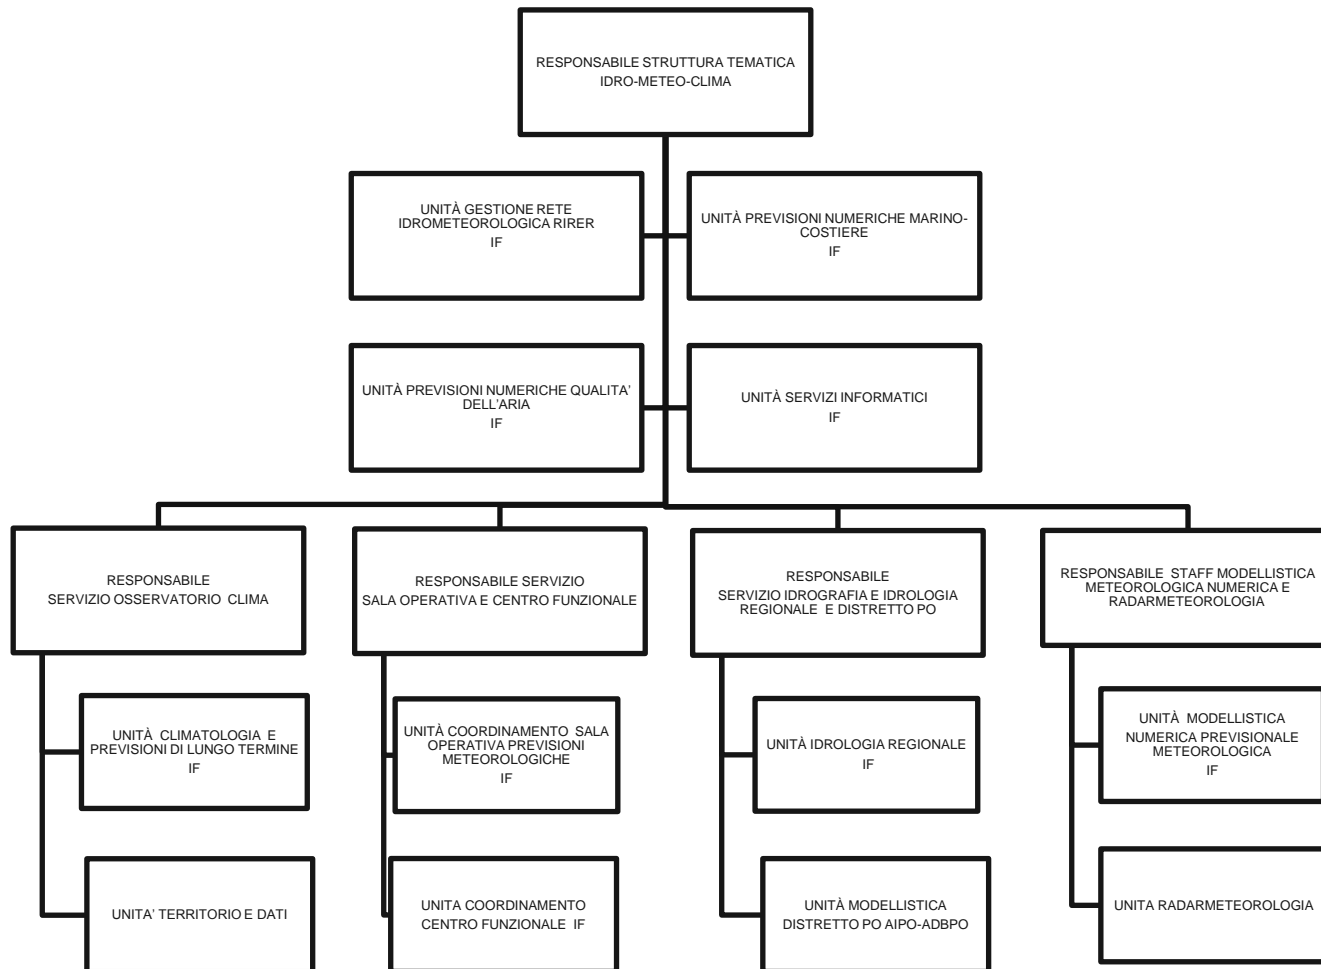 RESPONSABILE STRUTTURA TEMATICA
IDRO-METEO-CLIMA
UNITÀ GESTIONE RETE
IDROMETEOROLOGICA RIRER
IF
UNITÀ PREVISIONI NUMERICHE MARINO-
COSTIERE
IF
UNITÀ PREVISIONI NUMERICHE QUALITA'
DELL'ARIA
IF
UNITÀ SERVIZI INFORMATICI
IF
RESPONSABILE
SERVIZIO OSSERVATORIO CLIMA
RESPONSABILE SERVIZIO
SALA OPERATIVA E CENTRO FUNZIONALE
RESPONSABILE
SERVIZIO IDROGRAFIA E IDROLOGIA
REGIONALE E DISTRETTO PO
RESPONSABILE STAFF MODELLISTICA
METEOROLOGICA NUMERICA E
RADARMETEOROLOGIA
UNITÀ CLIMATOLOGIA E
PREVISIONI DI LUNGO TERMINE
IF
UNITÀ COORDINAMENTO SALA
OPERATIVA PREVISIONI
METEOROLOGICHE
IF
UNITÀ IDROLOGIA REGIONALE
IF
UNITÀ MODELLISTICA
NUMERICA PREVISIONALE
METEOROLOGICA
IF
UNITA' TERRITORIO E DATI
UNITA COORDINAMENTO
CENTRO FUNZIONALE IF
UNITÀ MODELLISTICA
DISTRETTO PO AIPO-ADBPO
UNITA RADARMETEOROLOGIA